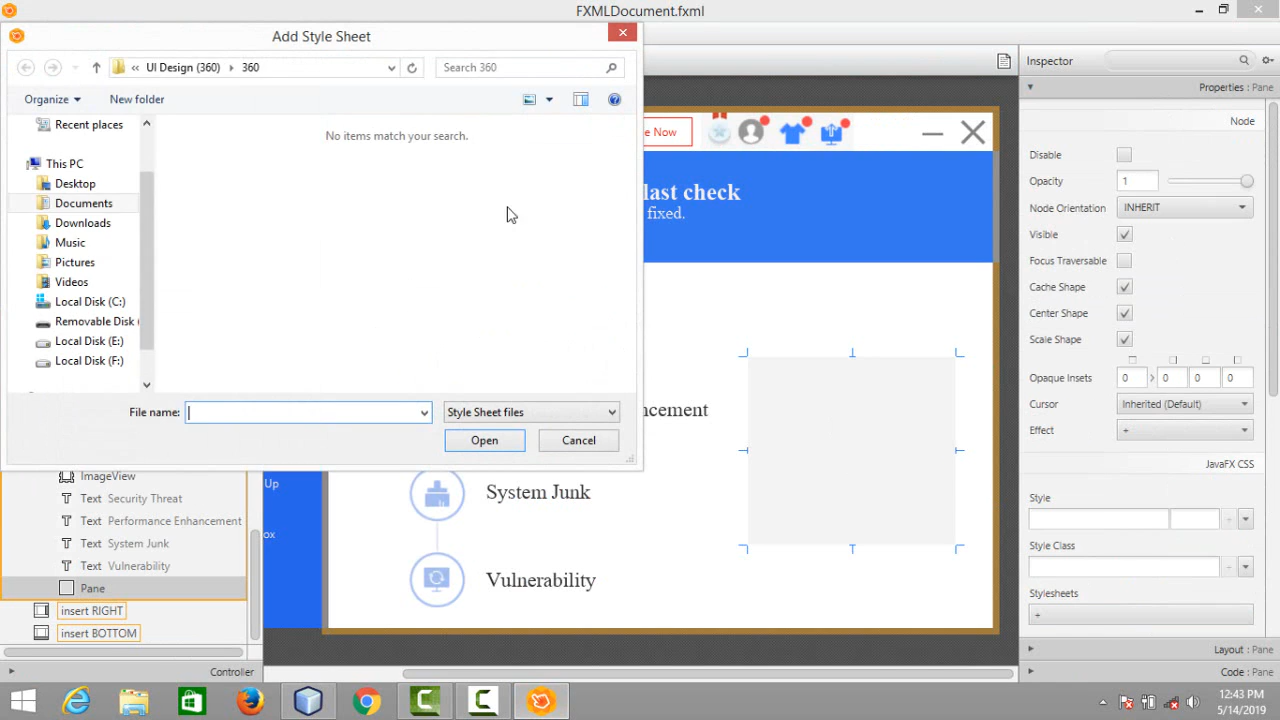 FXMLDocument.fxml
Add Style Sheet
« UI Design (360) 360
Search 360
Organize
New folder
Recent places
This PC
Desktop
Documents
Downloads
Music
Pictures
Videos
Local Disk (C:)
Removable Disk (
Local Disk (E:)
Local Disk (F:)
No items match your search.
File name:
Style Sheet files
Open
Cancel
ImageView
Text Security Threat
Text Performance Enhancement
Text System Junk
Text Vulnerability
Pane
insert RIGHT
insert BOTTOM
Controller
Up
ox
e Now
last check
fixed.
ncement
System Junk
Vulnerability
Inspector
Properties : Pane
Node
Disable
Opacity 1
Node Orientation INHERIT
Visible
Focus Traversable
Cache Shape
Center Shape
Scale Shape
Opaque Insets 0 0 0 0
Cursor Inherited (Default)
Effect +
JavaFX CSS
Style
Style Class
Stylesheets
+
Layout : Pane
Code : Pane
12:43 PM
5/14/2019